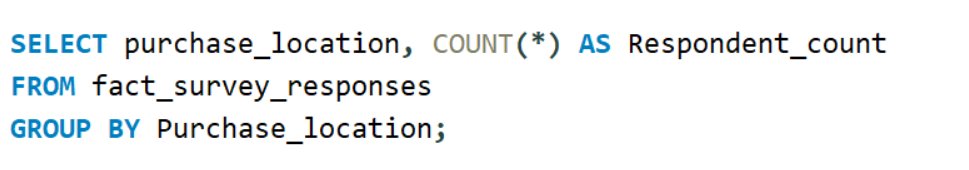 SELECT purchase_location, COUNT(*) AS Respondent_count
FROM fact_survey_responses
GROUP BY Purchase_location;